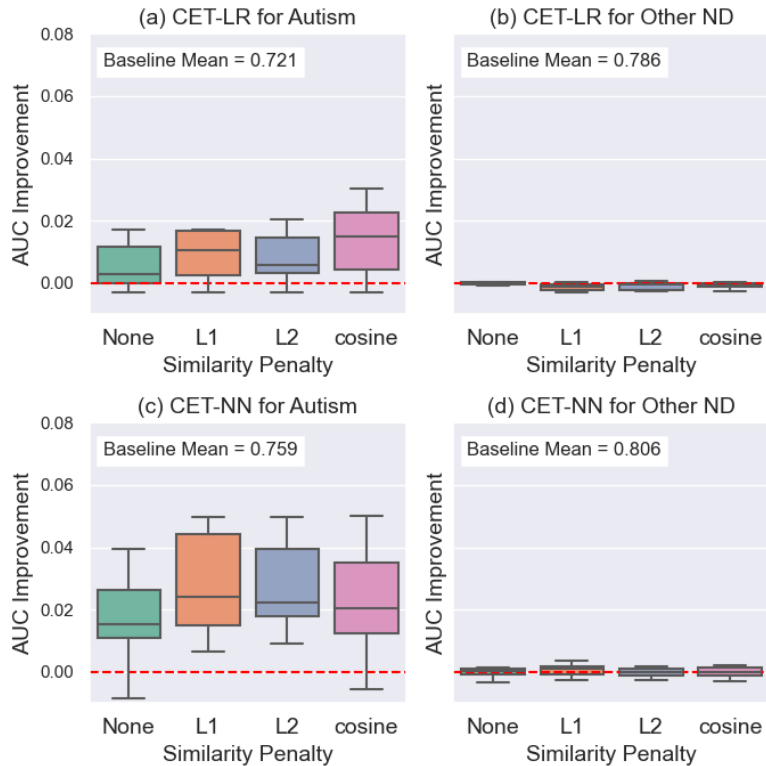 (a) CET-LR for Autism
(b) CET-LR for Other ND
0.08
0.06
0.04
0.02
0.00
AUC Improvement
Baseline Mean = 0.721
None L1 L2 cosine
Similarity Penalty
AUC Improvement
Baseline Mean = 0.786
None L1 L2 cosine
Similarity Penalty
(c) CET-NN for Autism
(d) CET-NN for Other ND
0.08
0.06
0.04
0.02
0.00
AUC Improvement
Baseline Mean = 0.759
None L1 L2 cosine
Similarity Penalty
AUC Improvement
Baseline Mean = 0.806
None L1 L2 cosine
Similarity Penalty